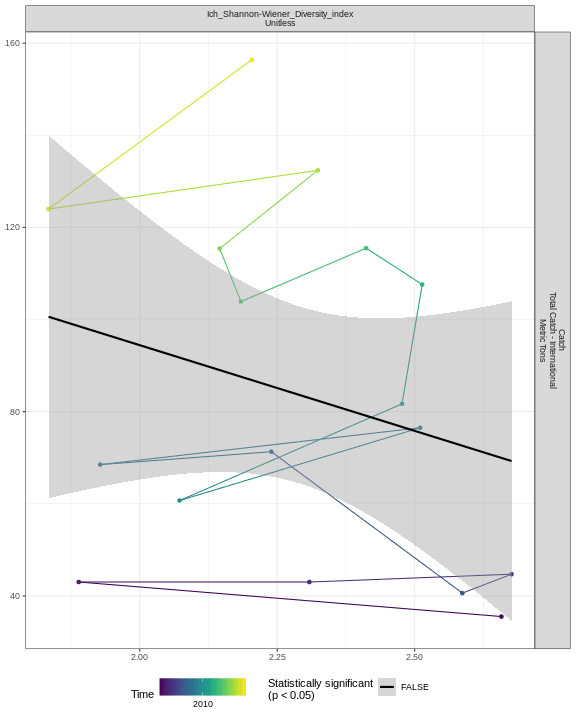 Ich_Shannon-Wiener_Diversity_index
Unitless
160
120
80
40
Catch
Total Catch - International
Metric Tons
2.00
2.25
2.50
Time
2010
Statistically significant
(p < 0.05)
FALSE